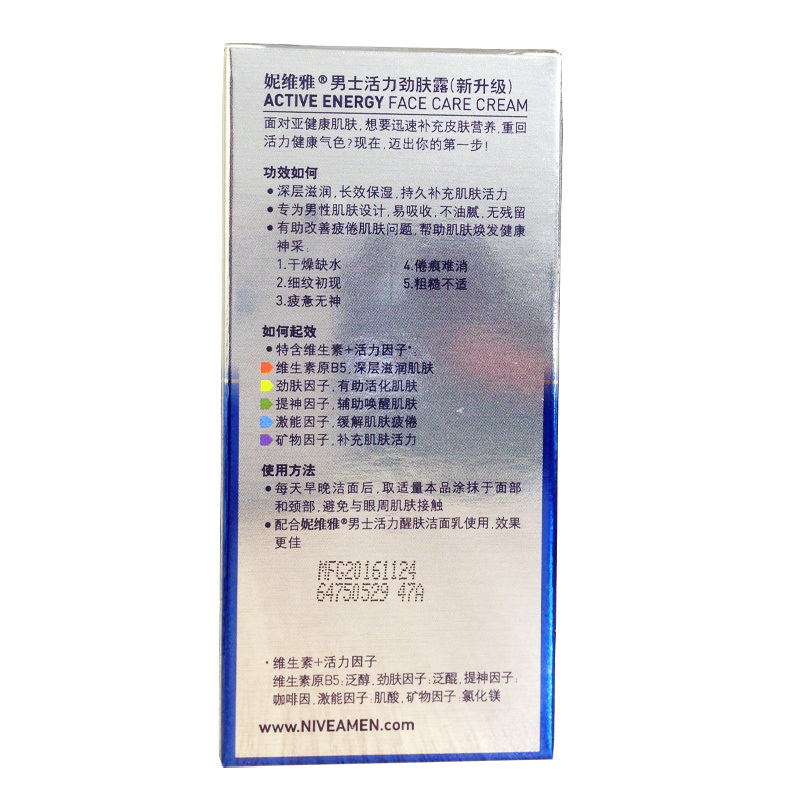 妮维雅®男士活力劲肤露(新升级)
ACTIVE ENERGY FACE CARE CREAM
面对亚健康肌肤,想要迅速补充皮肤营养,重回
活力健康气色?现在,迈出你的第一步!
功效如何
●深层滋润,长效保湿,持久补充肌肤活力
●专为男性肌肤设计,易吸收,不油腻,无残留
●有助改善疲倦肌肤问题,帮助肌肤焕发健康
神采:
1.干燥缺水 4.倦痕难消
2.细纹初现 5.粗糙不适
3.疲惫无神
如何起效
●特含维生素+活力因子*:
维生素原B5,深层滋润肌肤
劲肤因子,有助活化肌肤
提神因子,辅助唤醒肌肤
激能因子,缓解肌肤疲倦
矿物因子,补充肌肤活力
使用方法
●每天早晚洁面后,取适量本品涂抹于面部
和颈部,避免与眼周肌肤接触
●配合妮维雅®男士活力醒肤洁面乳使用,效果
更佳
MFG20161124
64750529 47A
*维生素+活力因子
维生素原B5:泛醇,劲肤因子:泛醌,提神因子:
咖啡因,激能因子:肌酸,矿物因子:氯化镁
www.NIVEAMEN.com